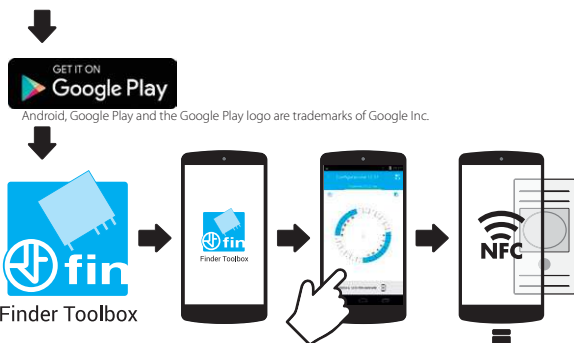 GET IT ON
Google Play
Android, Google Play and the Google Play logo are trademarks of Google Inc.
fin
Finder Toolbox
fin
Finder Toolbox
NFC